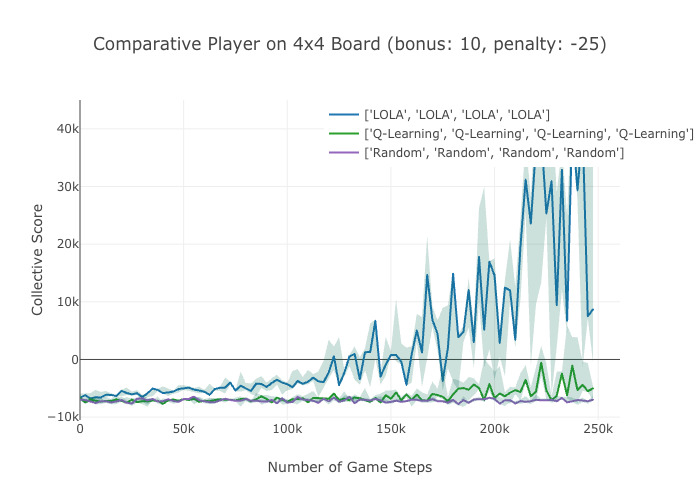 Comparative Player on 4x4 Board (bonus: 10, penalty: -25)
['LOLA', 'LOLA', 'LOLA', 'LOLA']
['Q-Learning', 'Q-Learning', 'Q-Learning', 'Q-Learning']
['Random', 'Random', 'Random', 'Random']
40k
30k
20k
10k
0
−10k
Collective Score
0 50k 100k 150k 200k 250k
Number of Game Steps